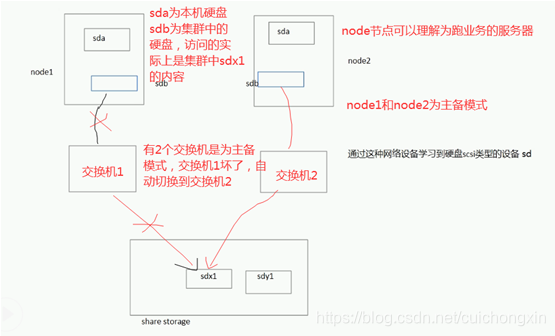 sda
node1
sdb
sda为本机硬盘
sdb为集群中的
硬盘，访问的实
际上是集群中sdx1
的内容
sda
sdb
node节点可以理解为跑业务的服务器
node2
node1和node2为主备模式
交换机1
有2个交换机是为主备
模式，交换机1坏了，自
动切换到交换机2
交换机2
通过这种网络设备学习到硬盘scsi类型的设备 sd
sdx1
sdy1
share storage
https://blog.csdn.net/cuichongxin